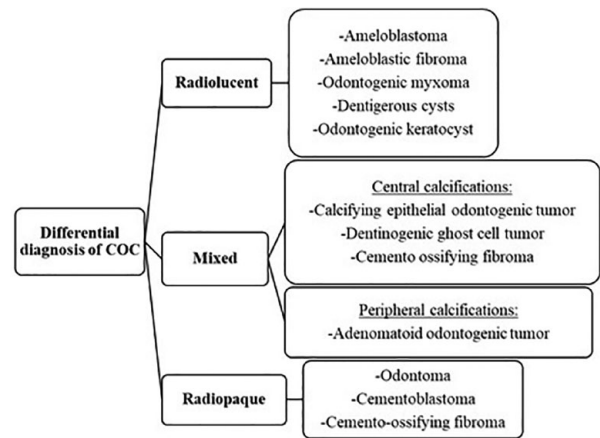 Differential
diagnosis of COC
Radiolucent
-Ameloblastoma
-Ameloblastic fibroma
-Odontogenic myxoma
-Dentigerous cysts
-Odontogenic keratocyst
Mixed
Central calcifications:
-Calcifying epithelial odontogenic tumor
-Dentinogenic ghost cell tumor
-Cemento ossifying fibroma
Peripheral calcifications:
-Adenomatoid odontogenic tumor
Radiopaque
-Odontoma
-Cementoblastoma
-Cemento-ossifying fibroma